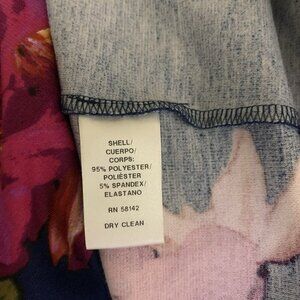 SHELL/
CUERPO/
CORPS:
95% POLYESTER/
POLIÉSTER
5% SPANDEX/
ELASTANO
RN 58142
DRY CLEAN